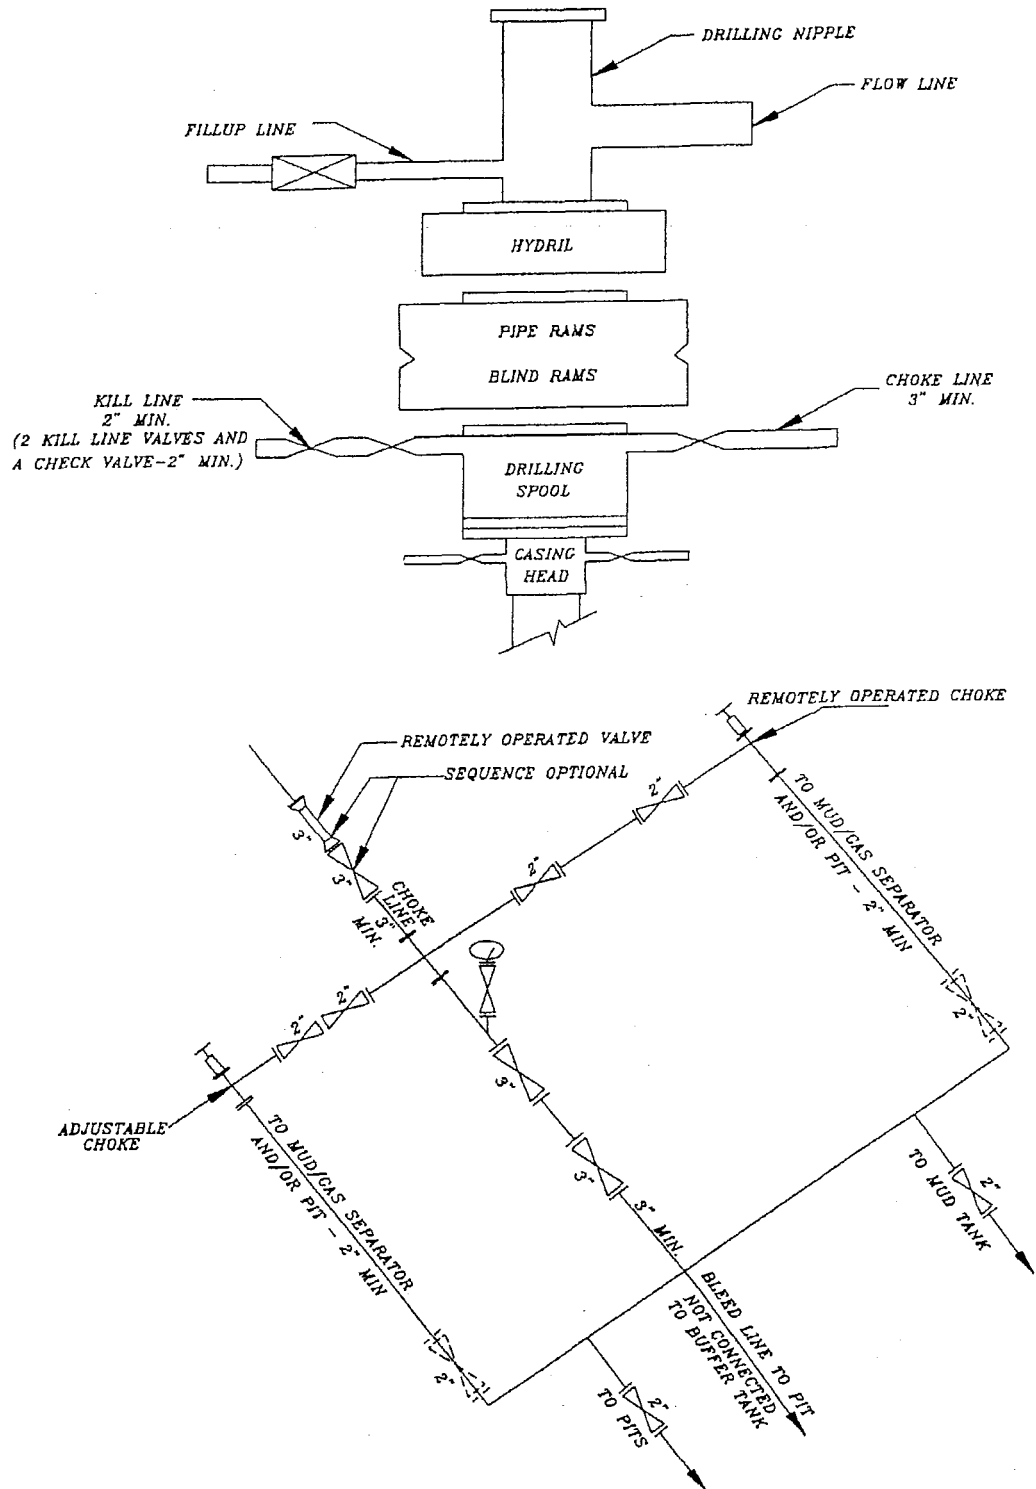 DRILLING NIPPLE
FLOW LINE
FILLUP LINE
HYDRIL
PIPE RAMS
BLIND RAMS
CHOKE LINE
3" MIN.
KILL LINE
2" MIN.
(2 KILL LINE VALVES AND
A CHECK VALVE-2" MIN.)
DRILLING
SPOOL
CASING
HEAD
REMOTELY OPERATED CHOKE
REMOTELY OPERATED VALVE
SEQUENCE OPTIONAL
3"
3"
CHOKE
LINE
3"
MIN.
2"
2"
TO MUD/GAS SEPARATOR
AND/OR PIT - 2" MIN
2"
2"
2"
2"
3"
3"
3" MIN.
ADJUSTABLE
CHOKE
TO MUD/GAS SEPARATOR
AND/OR PIT - 2" MIN
2"
TO MUD TANK
2"
BLEED LINE TO PIT
NOT CONNECTED
TO BUFFER TANK
TO PITS
2"